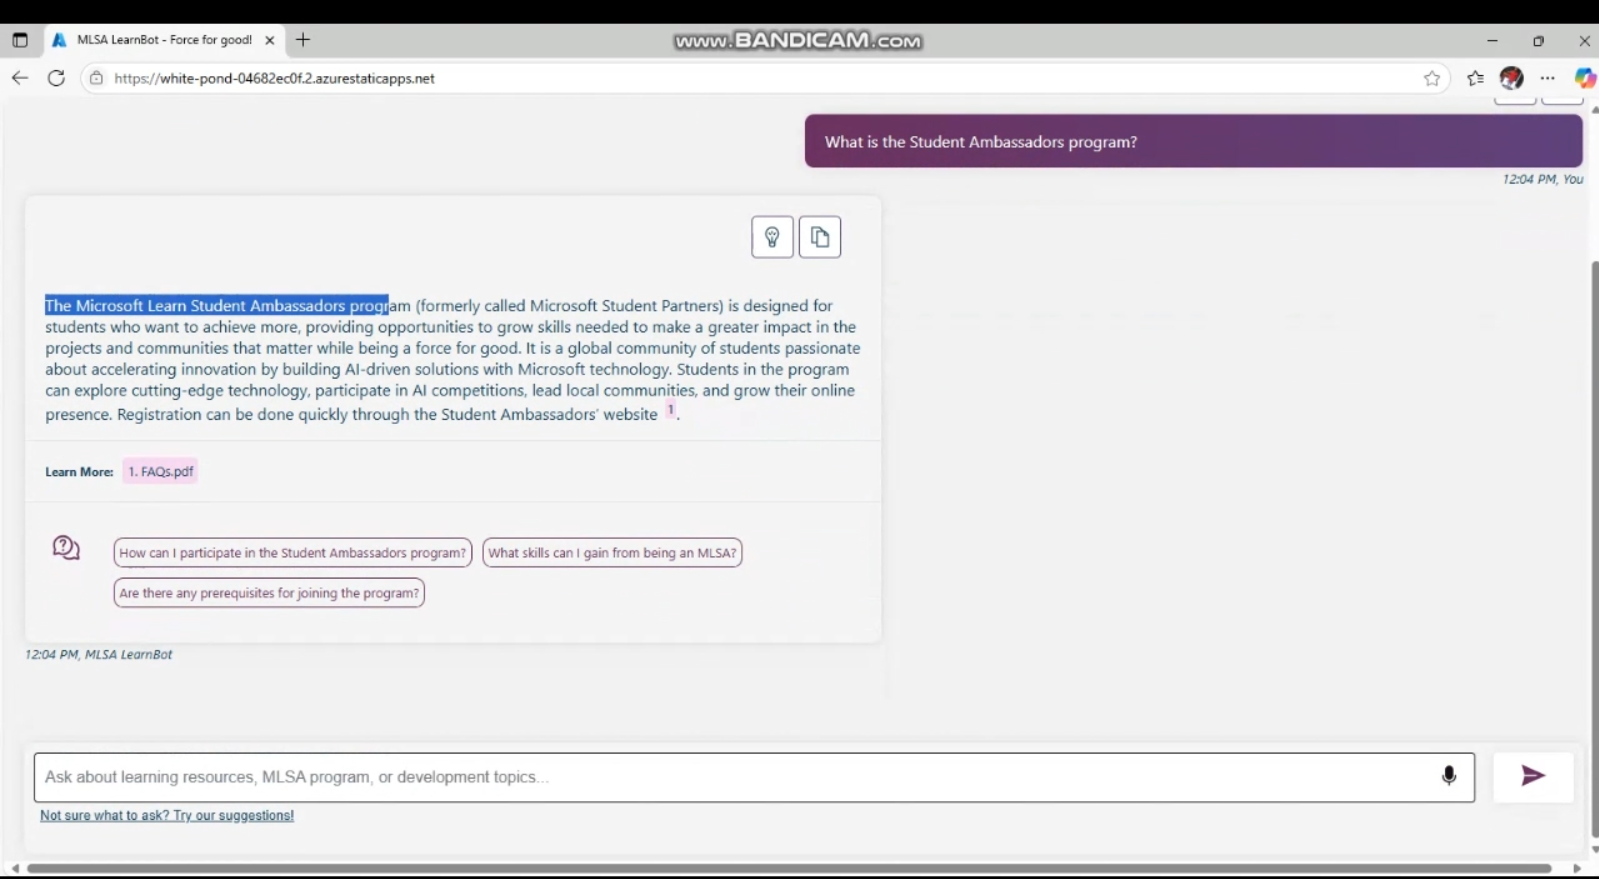 MLSA LearnBot - Force for good!
www.BANDICAM.com
https://white-pond-04682ec0f.2.azurestaticapps.net
What is the Student Ambassadors program?
12:04 PM, You
The Microsoft Learn Student Ambassadors program (formerly called Microsoft Student Partners) is designed for
students who want to achieve more, providing opportunities to grow skills needed to make a greater impact in the
projects and communities that matter while being a force for good. It is a global community of students passionate
about accelerating innovation by building AI-driven solutions with Microsoft technology. Students in the program
can explore cutting-edge technology, participate in AI competitions, lead local communities, and grow their online
presence. Registration can be done quickly through the Student Ambassadors' website 1.
Learn More: 1. FAQs.pdf
How can I participate in the Student Ambassadors program? What skills can I gain from being an MLSA?
Are there any prerequisites for joining the program?
12:04 PM, MLSA LearnBot
Ask about learning resources, MLSA program, or development topics...
Not sure what to ask? Try our suggestions!